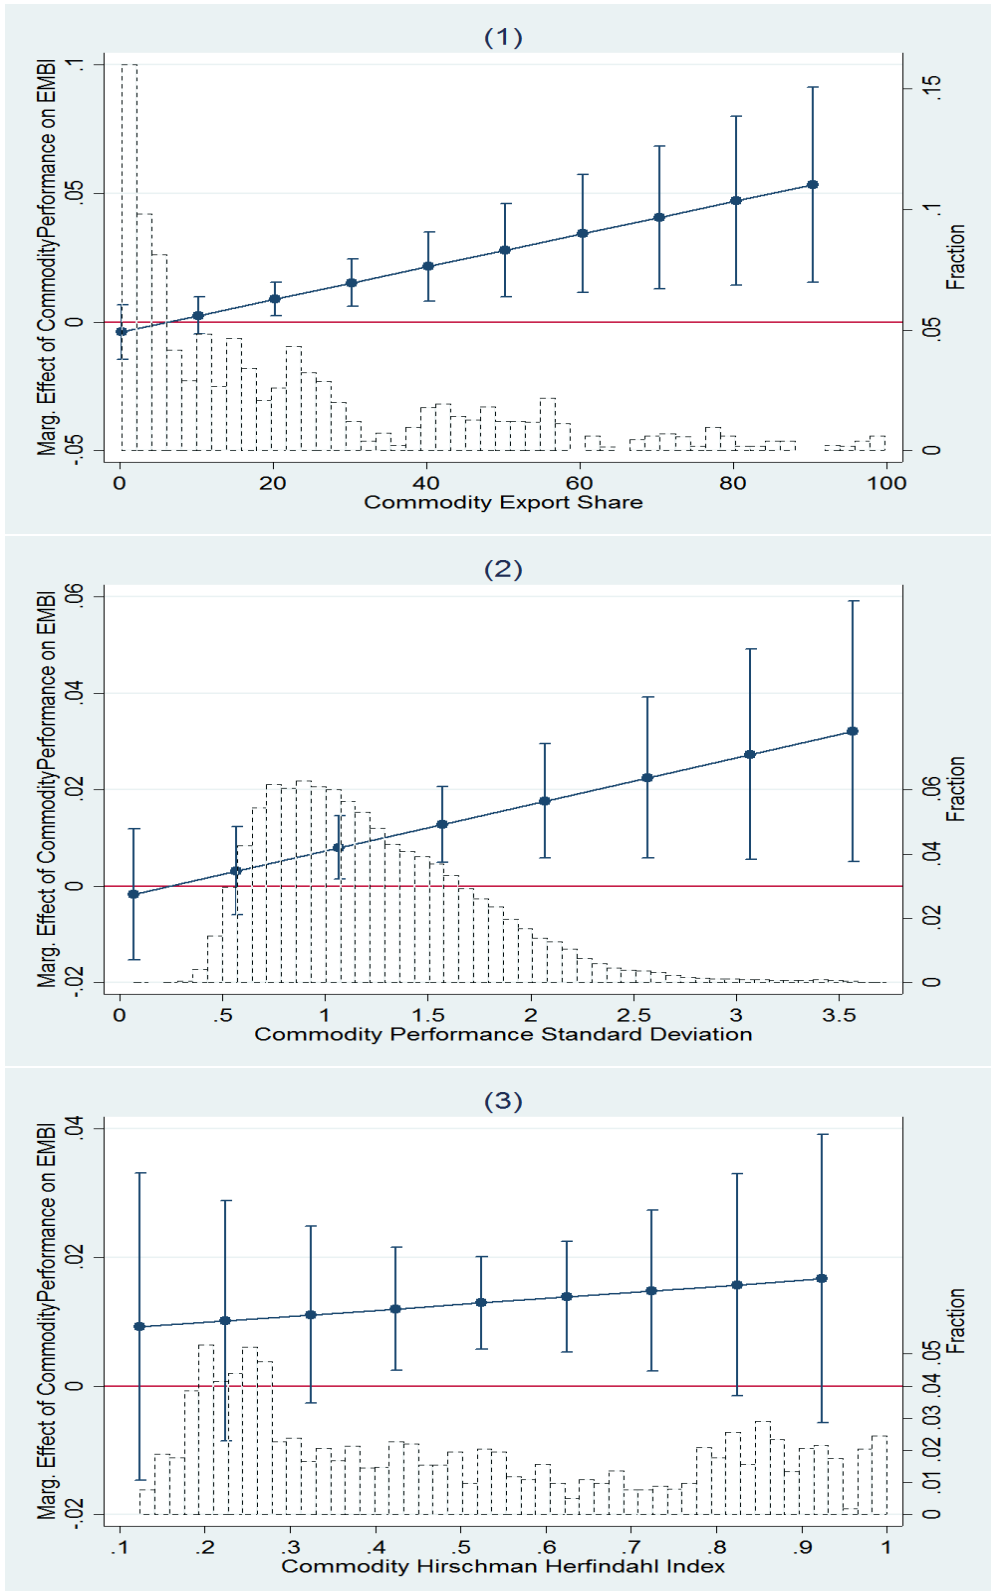 (1)
Marg. Effect of CommodityPerformance on EMBI
.1
.05
0
-.05
.15
.1
.05
0
Fraction
0 20 40 60 80 100
Commodity Export Share
(2)
Marg. Effect of CommodityPerformance on EMBI
.06
.04
.02
0
-.02
.06
.04
.02
0
Fraction
0 .5 1 1.5 2 2.5 3 3.5
Commodity Performance Standard Deviation
(3)
Marg. Effect of CommodityPerformance on EMBI
.04
.02
0
-.02
.05
.04
.03
.02
.01
0
Fraction
.1 .2 .3 .4 .5 .6 .7 .8 .9 1
Commodity Hirschman Herfindahl Index